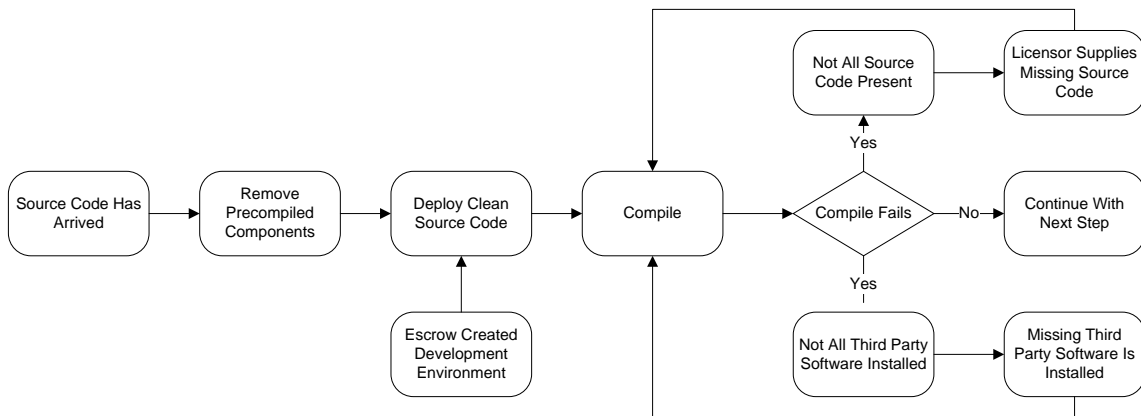 Not All Source
Code Present
Licensor Supplies
Missing Source
Code
Yes
Source Code Has
Arrived
Remove
Precompiled
Components
Deploy Clean
Source Code
Compile
Compile Fails
No
Continue With
Next Step
Yes
Escrow Created
Development
Environment
Not All Third Party
Software Installed
Missing Third
Party Software Is
Installed